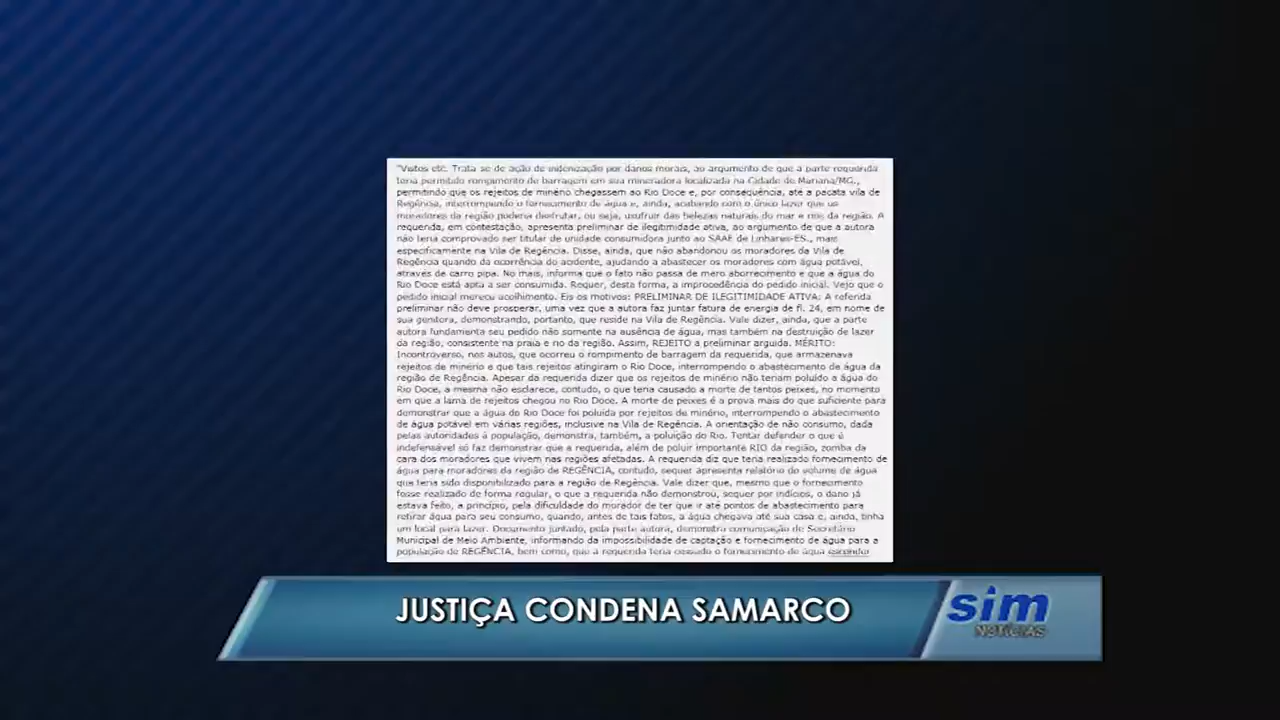 "Vistos etc. Trata-se de ação de indenização por danos morais, ao argumento de que a parte requerida
teria permitido rompimento de barragem em sua mineradora localizada na Cidade de Mariana/MG.,
permitindo que os rejeitos de minério chegassem ao Rio Doce e, por consequência, até a pacata vila de
Regência, interrompendo o fornecimento de água e, ainda, acabando com o único lazer que os
moradores da região poderia desfrutar, ou seja, usufruir das belezas naturais do mar e rios da região. A
requerida, em contestação, apresenta preliminar de ilegitimidade ativa, ao argumento de que a autora
não teria comprovado ser titular de unidade consumidora junto ao SAAE de Linhares-ES., mais
especificamente na Vila de Regência. Disse, ainda, que não abandonou os moradores da Vila de
Regência quando da ocorrência do acidente, ajudando a abastecer os moradores com água potável,
através de carro pipa. No mais, informa que o fato não passa de mero aborrecimento e que a água do
Rio Doce está apta a ser consumida. Requer, desta forma, a improcedência do pedido inicial. Vejo que o
pedido inicial mereceu acolhimento. Eis os motivos: PRELIMINAR DE ILEGITIMIDADE ATIVA: A referida
preliminar não deve prosperar, uma vez que a autora faz juntar fatura de energia de fl. 24, em nome de
sua genitora, demonstrando, portanto, que reside na Vila de Regência. Vale dizer, ainda, que a parte
autora fundamenta seu pedido não somente na ausência de água, mas também na destruição de lazer
da região, consistente na praia e rio da região. Assim, REJEITO a preliminar arguida. MÉRITO:
Incontroverso, nos autos, que ocorreu o rompimento de barragem da requerida, que armazenava
rejeitos de minério e que tais rejeitos atingiram o Rio Doce, interrompendo o abastecimento de água da
região de Regência. Apesar da requerida dizer que os rejeitos de minério não teriam poluído a água do
Rio Doce, a mesma não esclarece, contudo, o que teria causado a morte de tantos peixes, no momento
em que a lama de rejeitos chegou no Rio Doce. A morte de peixes é a prova mais do que suficiente para
demonstrar que a água do Rio Doce foi poluída por rejeitos de minério, interrompendo o abastecimento
de água potável em várias regiões, inclusive na Vila de Regência. A orientação de não consumo, dada
pelas autoridades à população, demonstra, também, a poluição do Rio. Tentar defender o que é
indefensável só faz demonstrar que a requerida, além de poluir importante RIO da região, zomba da
cara dos moradores que vivem nas regiões afetadas. A requerida diz que teria realizado fornecimento de
água para moradores da região de REGÊNCIA, contudo, sequer apresenta relatório do volume de água
que teria sido disponibilizado para a região de Regência. Vale dizer que, mesmo que o fornecimento
fosse realizado de forma regular, o que a requerida não demonstrou, sequer por indícios, o dano já
estava feito, a princípio, pela dificuldade do morador de ter que ir até pontos de abastecimento para
retirar água para seu consumo, quando, antes de tais fatos, a água chegava até sua casa e, ainda, tinha
um local para lazer. Documento juntado, pela parte autora, demonstra comunicação de Secretário
Municipal de Meio Ambiente, informando da impossibilidade de captação e fornecimento de água para a
população de REGÊNCIA, bem como, que a requerida teria cessado o fornecimento de água esconder
JUSTIÇA CONDENA SAMARCO
sim
NOTÍCIAS